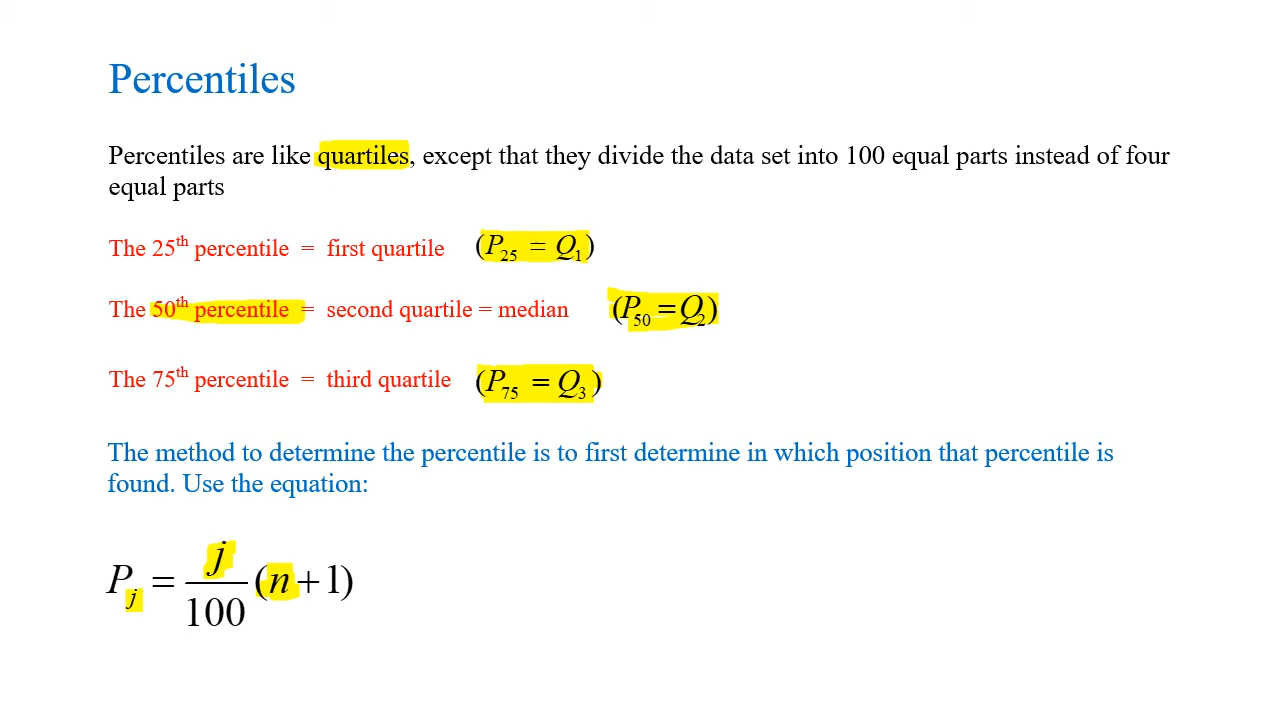 Percentiles
Percentiles are like quartiles, except that they divide the data set into 100 equal parts instead of four
equal parts
The 25th percentile = first quartile (P25 = Q1)
The 50th percentile = second quartile = median (P50 = Q2)
The 75th percentile = third quartile (P75 = Q3)
The method to determine the percentile is to first determine in which position that percentile is
found. Use the equation:
Pj = j/100 (n+1)